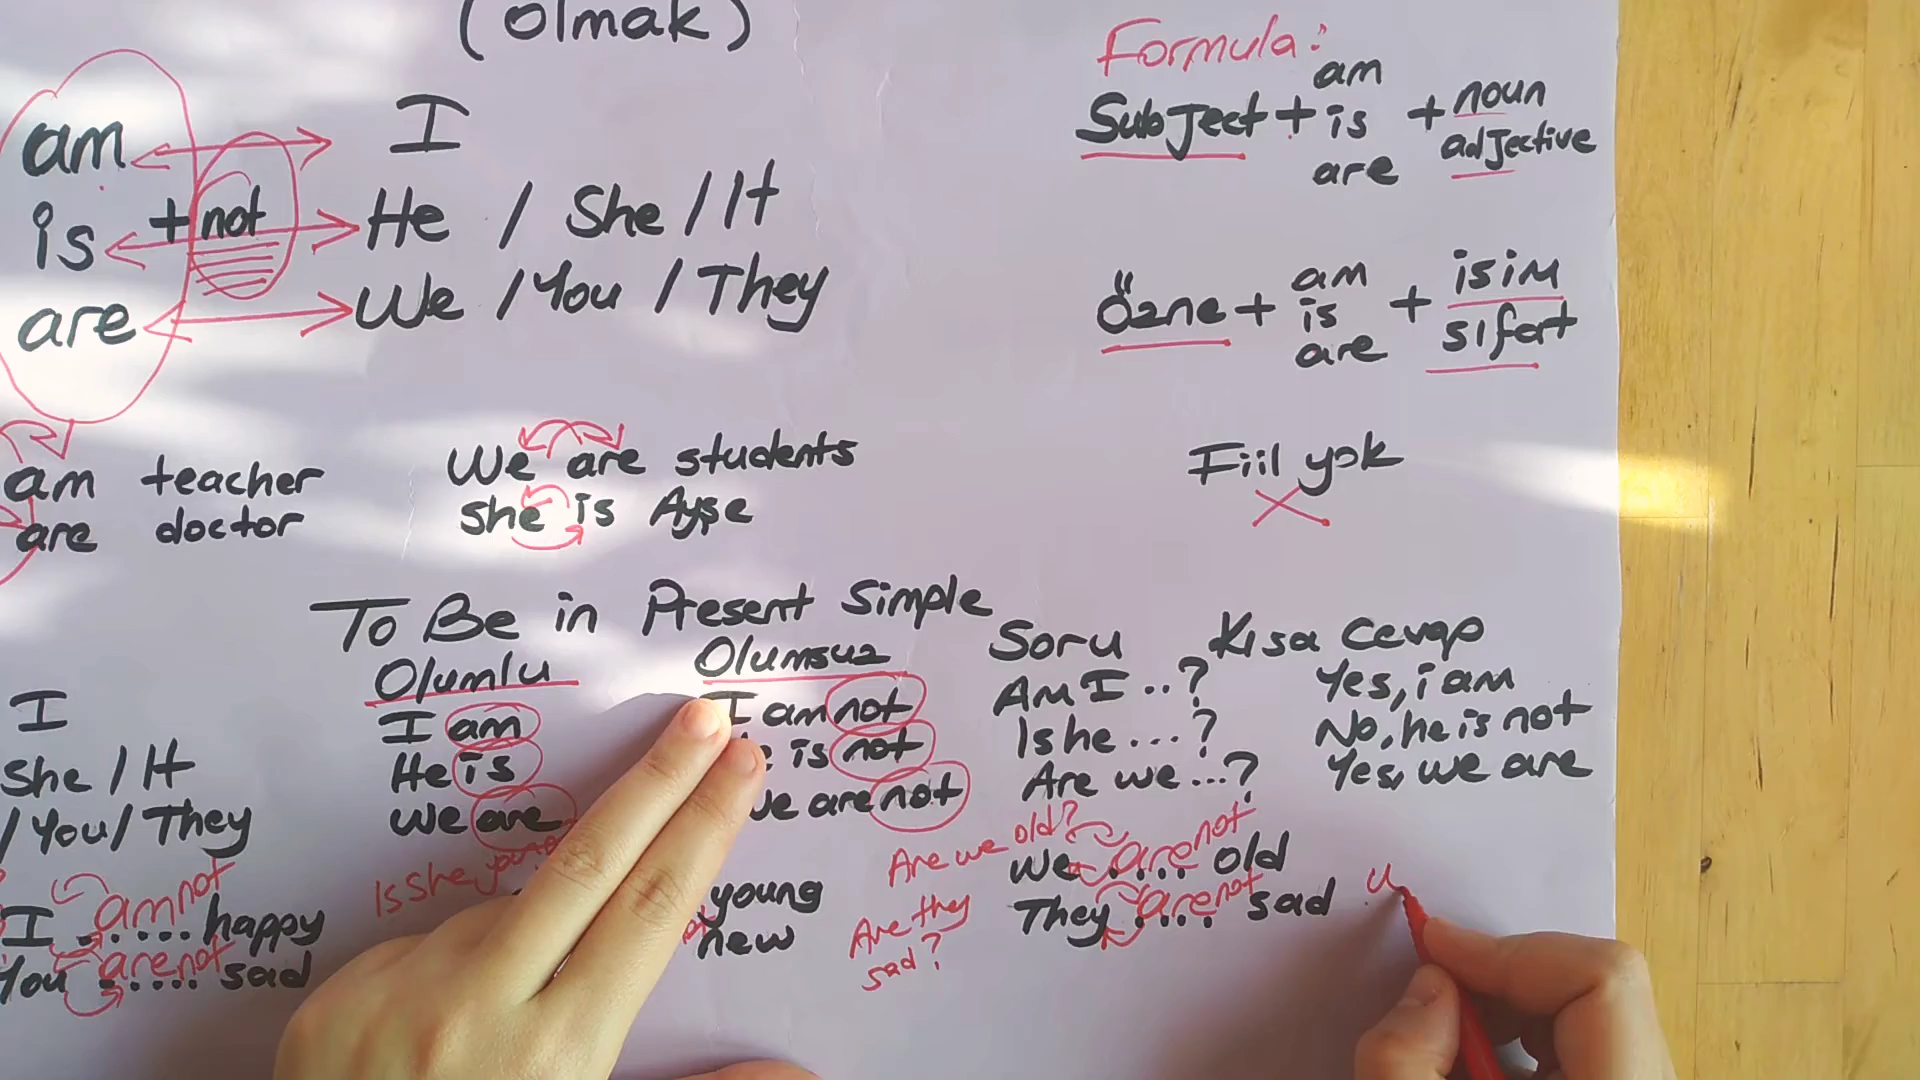 (olmak)
Formula:
am
Subject + is + noun
adjective
are
am I
is + not He / She / It
are We / You / They
am
özne + is + isim
are sıfat
am teacher
are doctor
We are students
she is Ayşe
Fiil yok
To Be in Present Simple
Olumlu
I am
He is
We are
Olumsuz
I am not
is not
we are not
Soru
Am I ..?
Is he ...?
Are we ...?
Kısa Cevap
Yes, i am
No, he is not
Yes, we are
I
She / It
/ You / They
I am not ..... happy
You are not ..... sad
Is she
young
new
Are we old?
We are not .... old
Are they
sad?
They are not .... sad